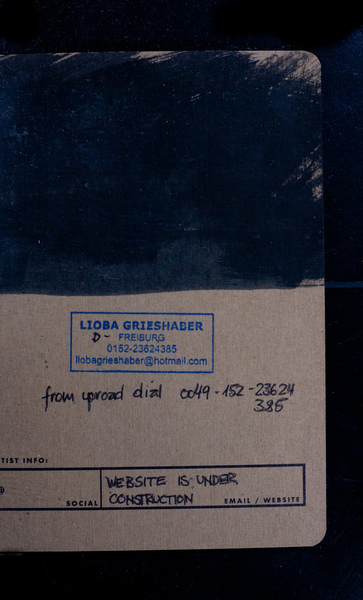 LIOBA GRIESHABER
D- FREIBURG
0152-23624385
liobagrieshaber@hotmail.com
from yproad dial 0049-152-23624
385
TIST INFO:
@
SOCIAL
WEBSITE IS UNDER
CONSTRUCTION
EMAIL / WEBSITE